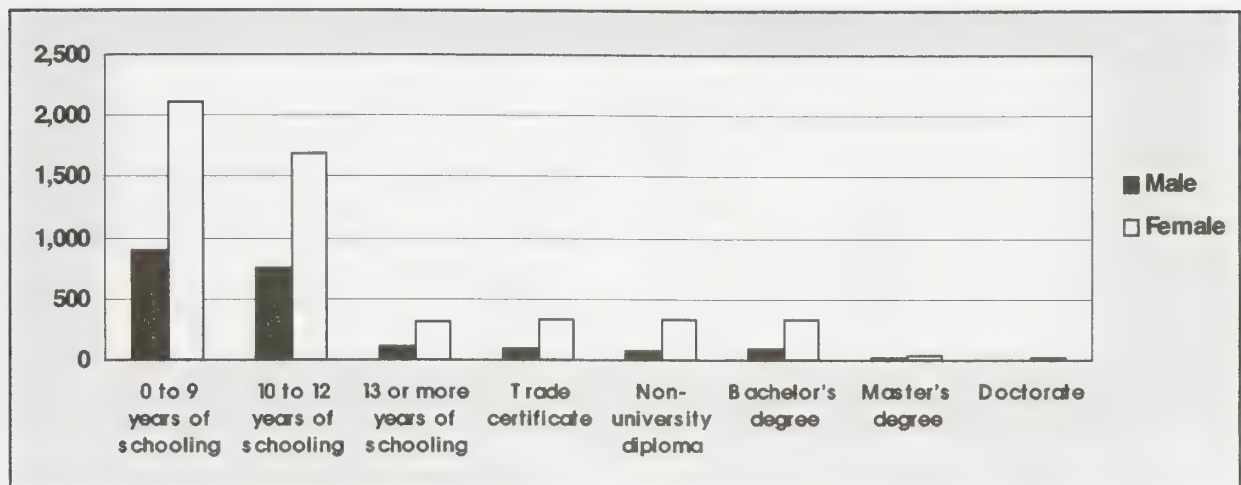 2,500
2,000
1,500
1,000
500
0
Male
Female
0 to 9
years of
schooling
10 to 12
years of
schooling
13 or more
years of
schooling
Trade
certificate
Non-
university
diploma
Bachelor's
degree
Master's
degree
Doctorate